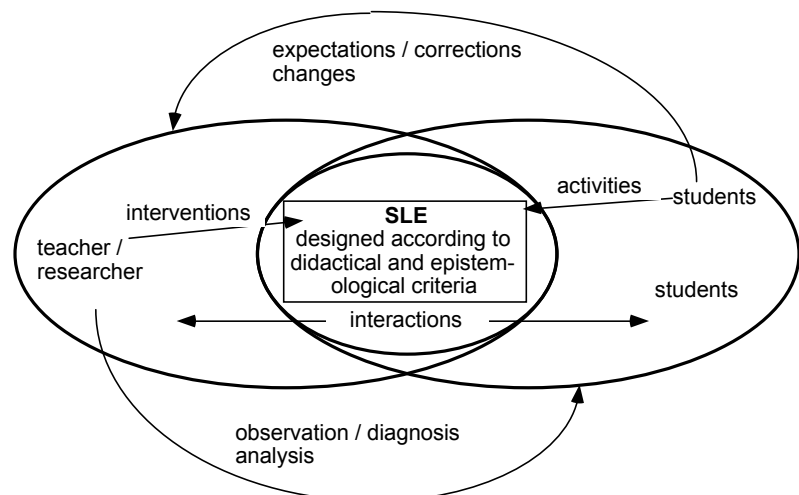 expectations / corrections
changes
activities
students
interventions
SLE
designed according to
didactical and epistem-
ological criteria
teacher /
researcher
students
interactions
observation / diagnosis
analysis